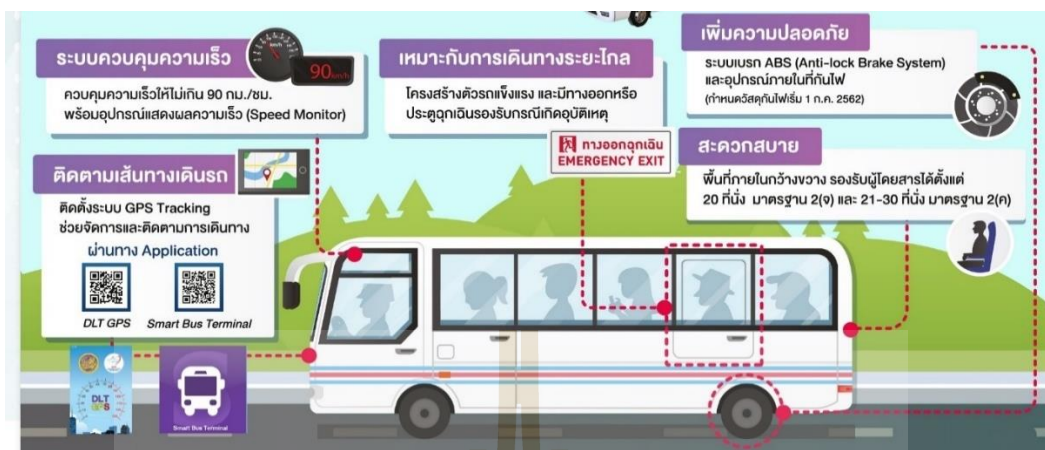 ระบบควบคุมความเร็ว
km/h
90km/h
ควบคุมความเร็วให้ไม่เกิน 90 กม./ชม.
พร้อมอุปกรณ์แสดงผลความเร็ว (Speed Monitor)
ติดตามเส้นทางเดินรถ
ติดตั้งระบบ GPS Tracking
ช่วยจัดการและติดตามการเดินทาง
ผ่านทาง Application
DLT GPS
Smart Bus Terminal
DLT
GPS
Smart Bus Terminal
เหมาะกับการเดินทางระยะไกล
โครงสร้างตัวรถแข็งแรง และมีทางออกหรือ
ประตูฉุกเฉินรองรับกรณีเกิดอุบัติเหตุ
ทางออกฉุกเฉิน
EMERGENCY EXIT
เพิ่มความปลอดภัย
ระบบเบรก ABS (Anti-lock Brake System)
และอุปกรณ์ภายในที่กันไฟ
(กำหนดวัสดุกันไฟเริ่ม 1 ก.ค. 2562)
สะดวกสบาย
พื้นที่ภายในกว้างขวาง รองรับผู้โดยสารได้ตั้งแต่
20 ที่นั่ง มาตรฐาน 2(จ) และ 21-30 ที่นั่ง มาตรฐาน 2(ค)